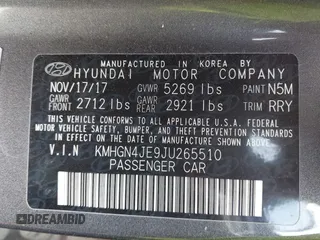 MANUFACTURED IN KOREA BY
HYUNDAI MOTOR COMPANY
NOV/17/17 GVWR 5269 lbs PAINT N5M
GAWR FRONT 2712 lbs GAWR REAR 2921 lbs TRIM RRY
THIS VEHICLE CONFORMS TO ALL APPLICABLE
U.S. FEDERAL MOTOR VEHICLE SAFETY, BUMPER
AND THEFT PREVENTION STANDARDS IN EFFECT ON
THE DATE OF MANUFACTURE SHOWN ABOVE.
V.I.N KMHGN4JE9JU265510
PASSENGER CAR
DREAMBID